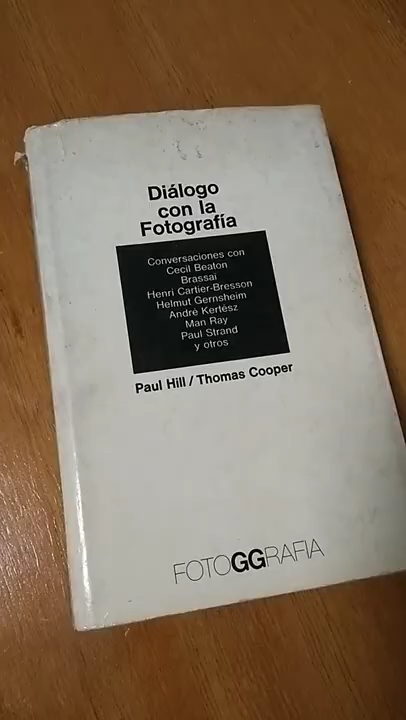 Diálogo
con la
Fotografía
Conversaciones con
Cecil Beaton
Brassaï
Henri Cartier-Bresson
Helmut Gernsheim
André Kertész
Man Ray
Paul Strand
y otros
Paul Hill / Thomas Cooper
FOTOGGRAFIA